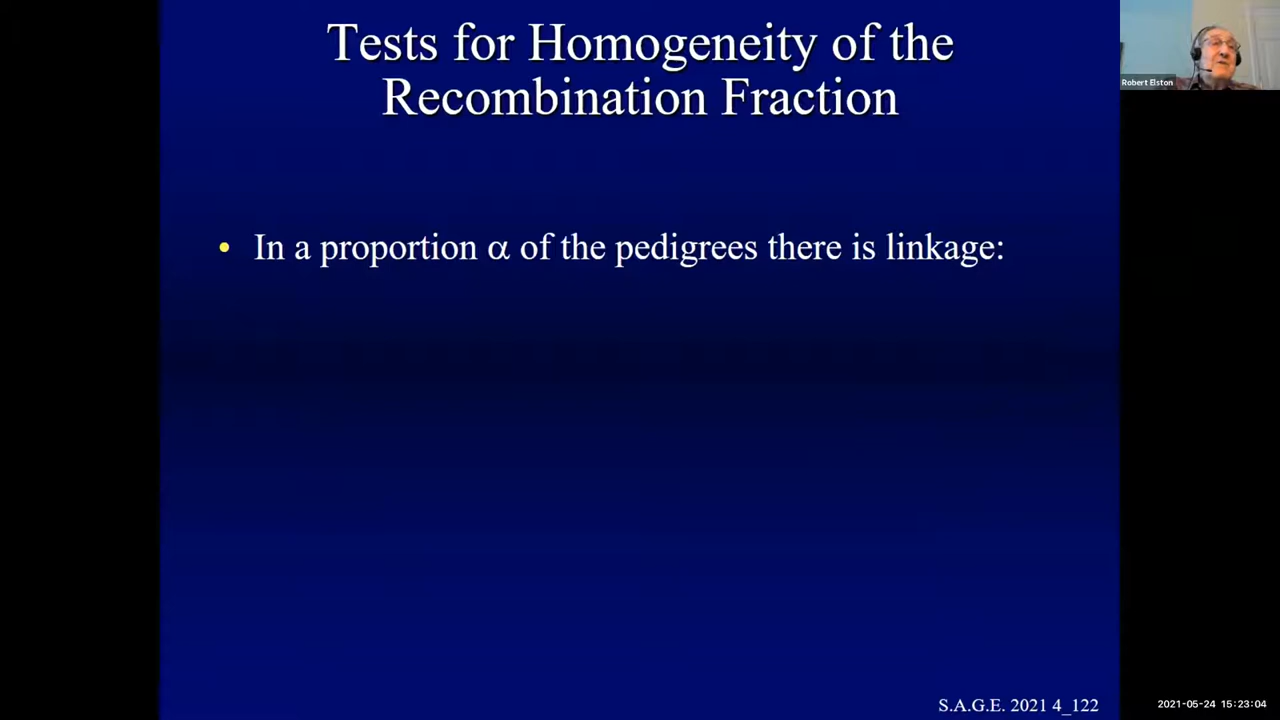 Tests for Homogeneity of the
Recombination Fraction
Robert Elston
• In a proportion α of the pedigrees there is linkage:
S.A.G.E. 2021 4_122
2021-05-24 15:23:04